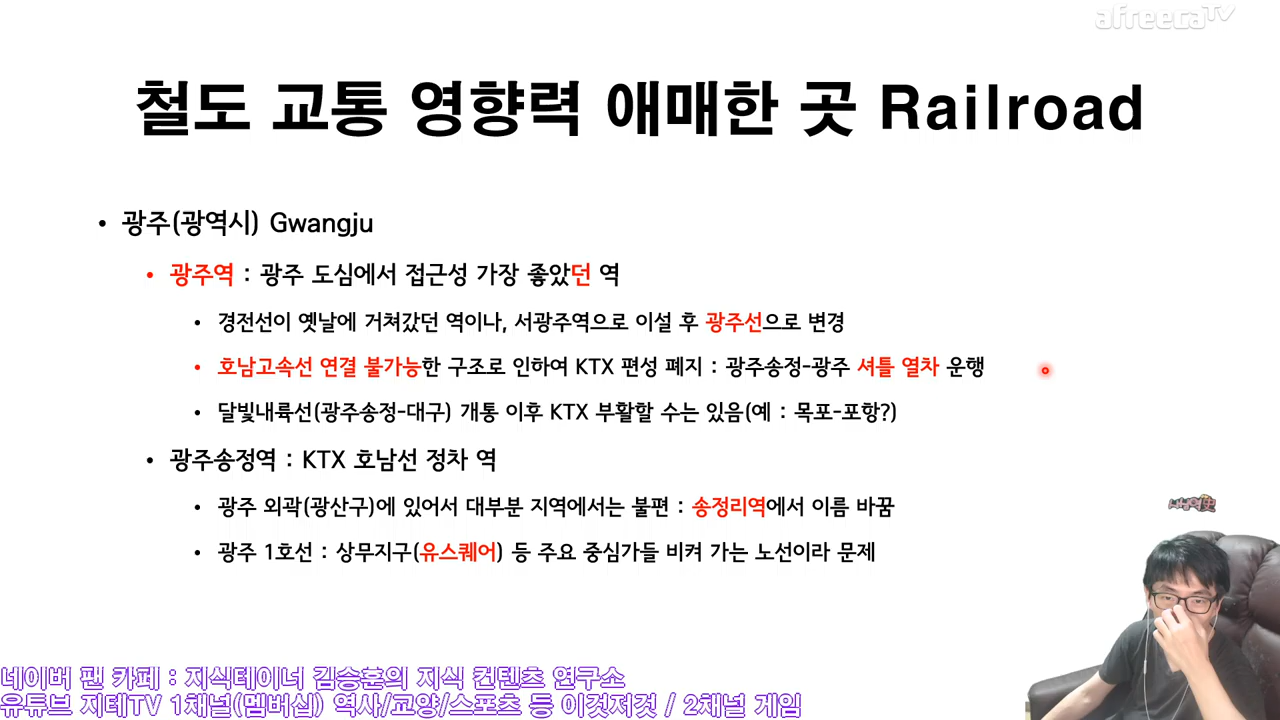 afreecaTV
철도 교통 영향력 애매한 곳 Railroad
• 광주(광역시) Gwangju
• 광주역 : 광주 도심에서 접근성 가장 좋았던 역
• 경전선이 옛날에 거쳐갔던 역이나, 서광주역으로 이설 후 광주선으로 변경
• 호남고속선 연결 불가능한 구조로 인하여 KTX 편성 폐지 : 광주송정-광주 셔틀 열차 운행
• 달빛내륙선(광주송정-대구) 개통 이후 KTX 부활할 수는 있음(예 : 목포-포항?)
• 광주송정역 : KTX 호남선 정차 역
• 광주 외곽(광산구)에 있어서 대부분 지역에서는 불편 : 송정리역에서 이름 바꿈
• 광주 1호선 : 상무지구(유스퀘어) 등 주요 중심가들 비켜 가는 노선이라 문제
네이버 팬 카페 : 지식테이너 김승훈의 지식 컨텐츠 연구소
유튜브 지테TV 1채널(멤버십) 역사/교양/스포츠 등 이것저것 / 2채널 게임